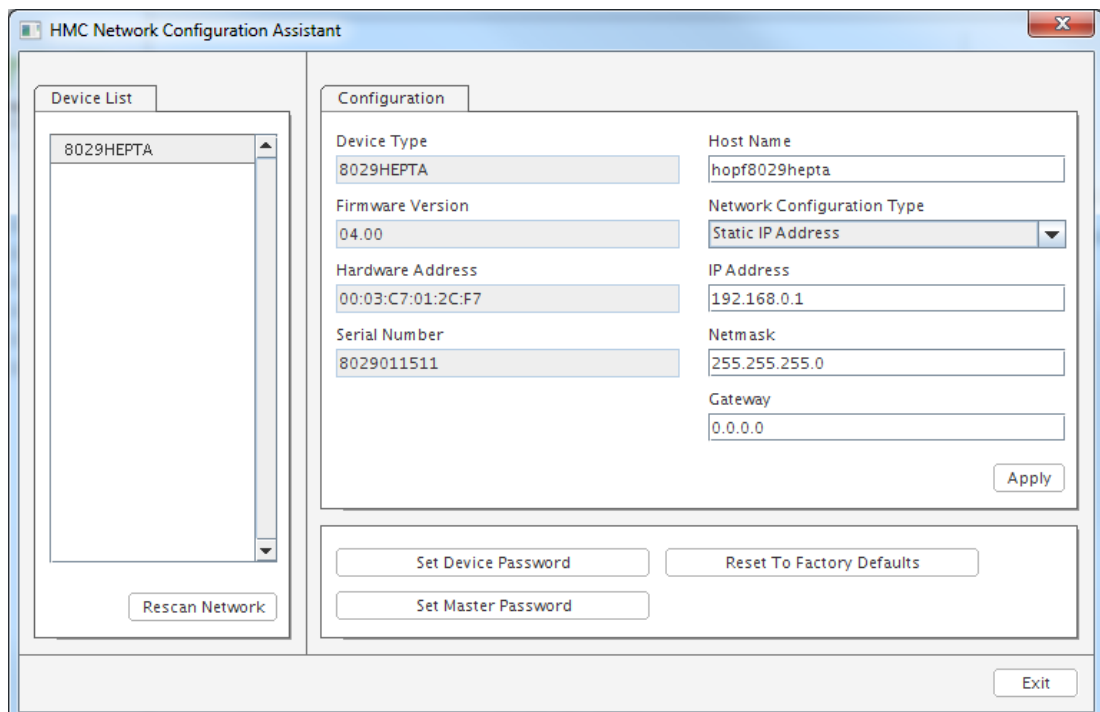 HMC Network Configuration Assistant
Device List
8029HEPTA
Rescan Network
Configuration
Device Type
8029HEPTA
Firmware Version
04.00
Hardware Address
00:03:C7:01:2C:F7
Serial Number
8029011511
Host Name
hopf8029hepta
Network Configuration Type
Static IP Address
IP Address
192.168.0.1
Netmask
255.255.255.0
Gateway
0.0.0.0
Apply
Set Device Password
Reset To Factory Defaults
Set Master Password
Exit